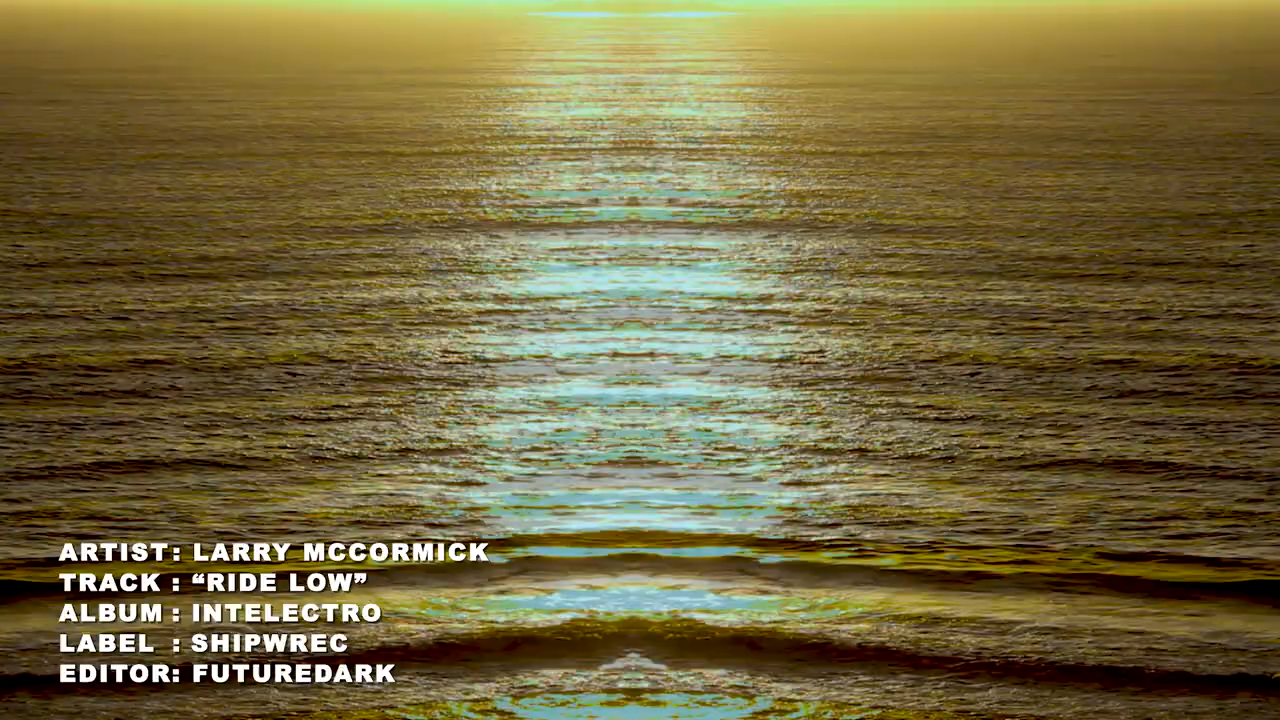 ARTIST: LARRY MCCORMICK
TRACK : “RIDE LOW”
ALBUM : INTELECTRO
LABEL : SHIPWREC
EDITOR: FUTUREDARK